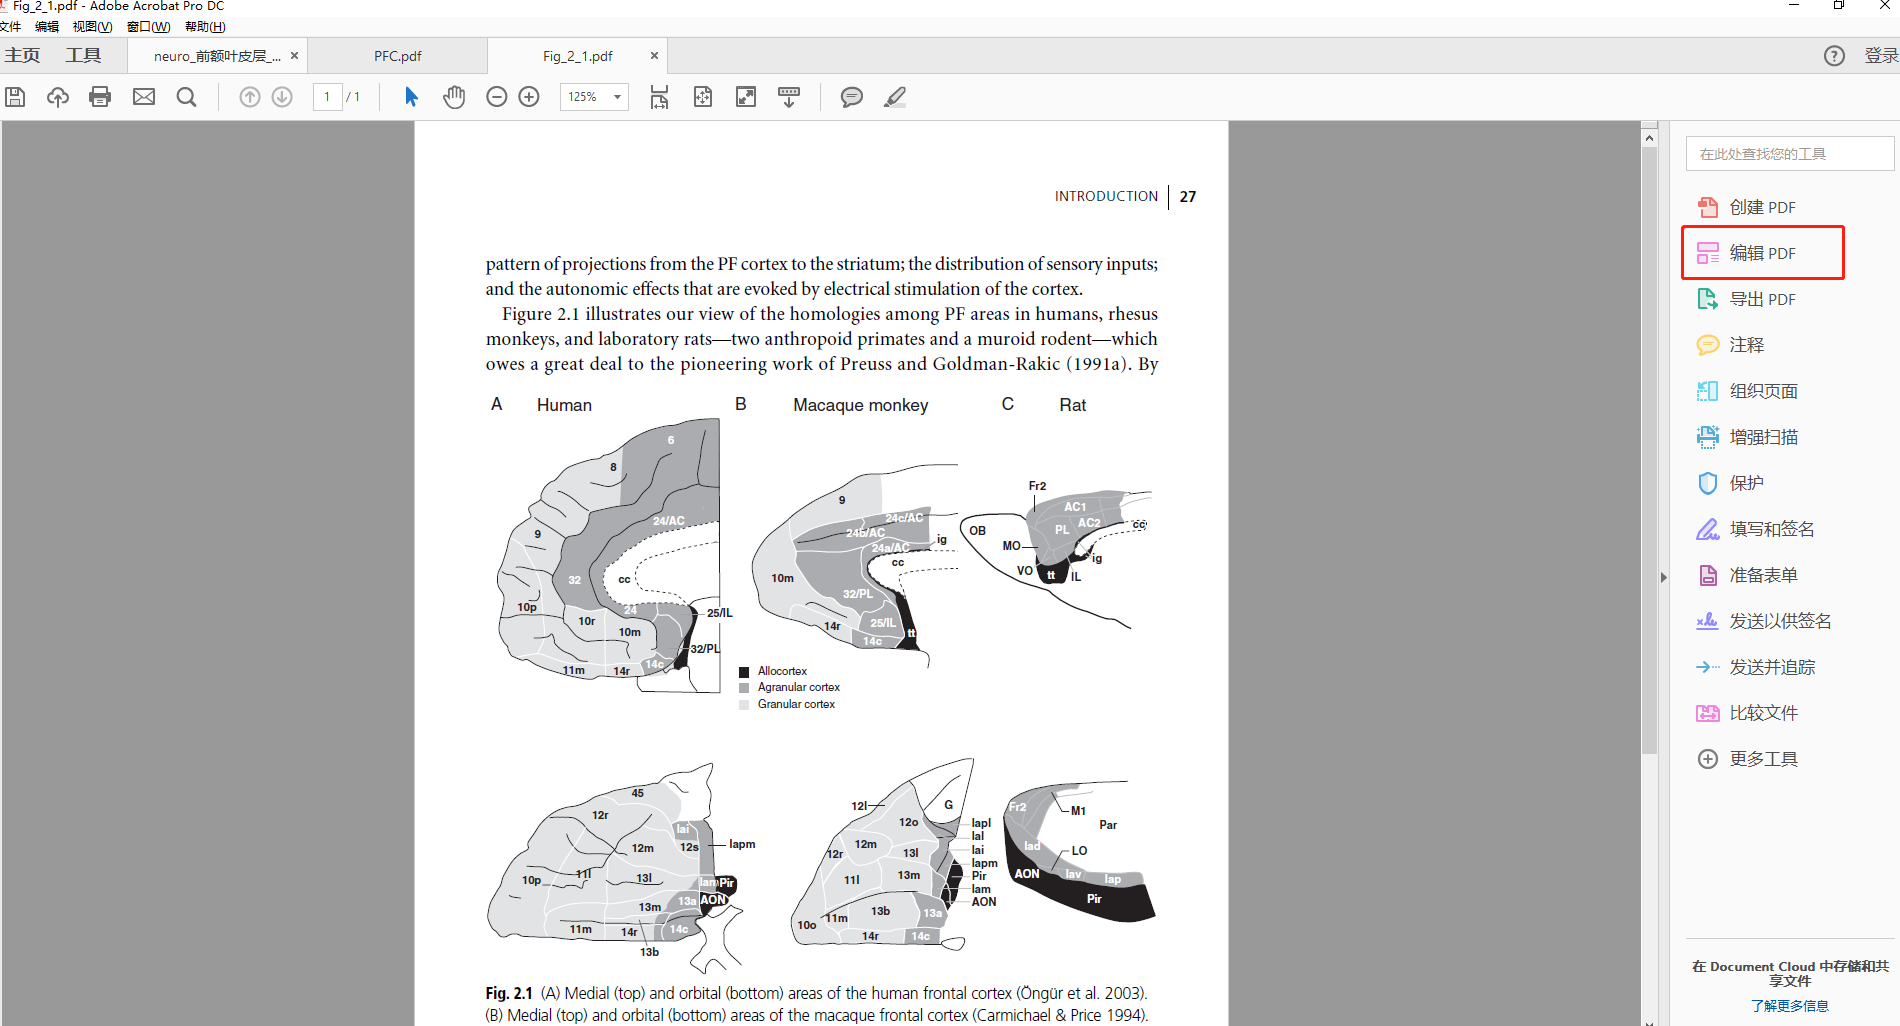 Fig_2_1.pdf - Adobe Acrobat Pro DC
文件 编辑 视图(V) 窗口(W) 帮助(H)
主页 工具 neuro_前额叶皮层_... × PFC.pdf Fig_2_1.pdf × ? 登录
1 / 1 125%
在此处查找您的工具
创建 PDF
编辑 PDF
导出 PDF
注释
组织页面
增强扫描
保护
填写和签名
准备表单
发送以供签名
发送并追踪
比较文件
更多工具
在 Document Cloud 中存储和共
享文件
了解更多信息
INTRODUCTION 27
pattern of projections from the PF cortex to the striatum; the distribution of sensory inputs;
and the autonomic effects that are evoked by electrical stimulation of the cortex.
Figure 2.1 illustrates our view of the homologies among PF areas in humans, rhesus
monkeys, and laboratory rats—two anthropoid primates and a muroid rodent—which
owes a great deal to the pioneering work of Preuss and Goldman-Rakic (1991a). By
A Human
6
8
24/AC
9
32
cc
10p
24
10r
10m
25/IL
32/PL
14c
11m
14r
B Macaque monkey
9
24c/AC
24b/AC
24a/AC
ig
cc
10m
32/PL
14r
25/IL
tt
14c
C Rat
Fr2
AC1
AC2
PL
cc
OB
MO
ig
VO
tt
IL
Allocortex
Agranular cortex
Granular cortex
45
12r
Iai
12m
12s
Iapm
10p
11l
13l
Iam
Pir
13a
AON
13m
11m
14r
14c
13b
12l
G
12o
Iapl
Ial
12r
12m
13l
Iai
Iapm
11l
13m
Pir
Iam
AON
13b
13a
11m
10o
14r
14c
Fr2
M1
Par
Iad
LO
AON
Iav
Iap
Pir
Fig. 2.1 (A) Medial (top) and orbital (bottom) areas of the human frontal cortex (Öngür et al. 2003).
(B) Medial (top) and orbital (bottom) areas of the macaque frontal cortex (Carmichael & Price 1994).